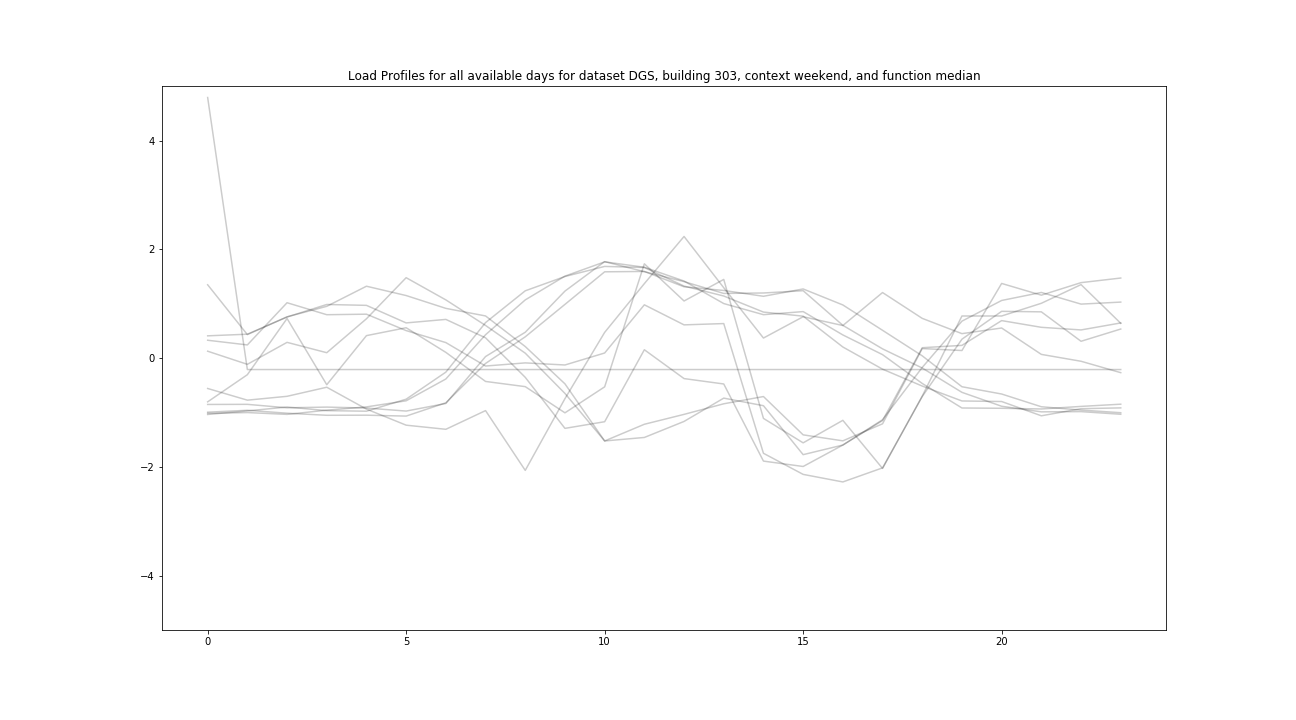 Load Profiles for all available days for dataset DGS, building 303, context weekend, and function median
4
2
0
−2
−4
0 5 10 15 20